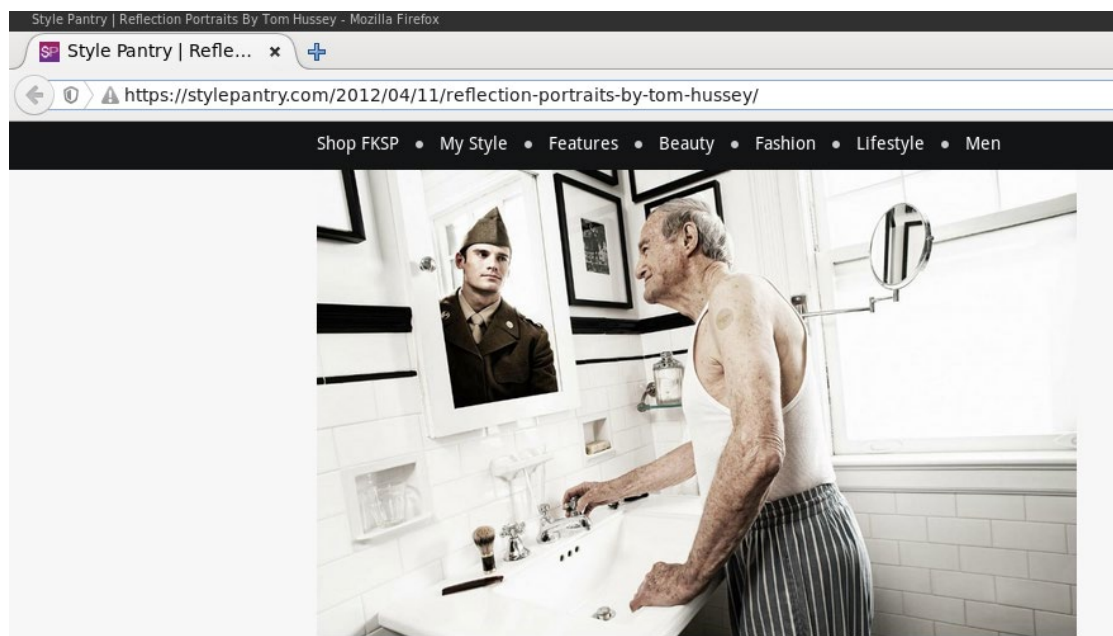 Style Pantry | Reflection Portraits By Tom Hussey - Mozilla Firefox
SP Style Pantry | Refle...
https://stylepantry.com/2012/04/11/reflection-portraits-by-tom-hussey/
Shop FKSP • My Style • Features • Beauty • Fashion • Lifestyle • Men